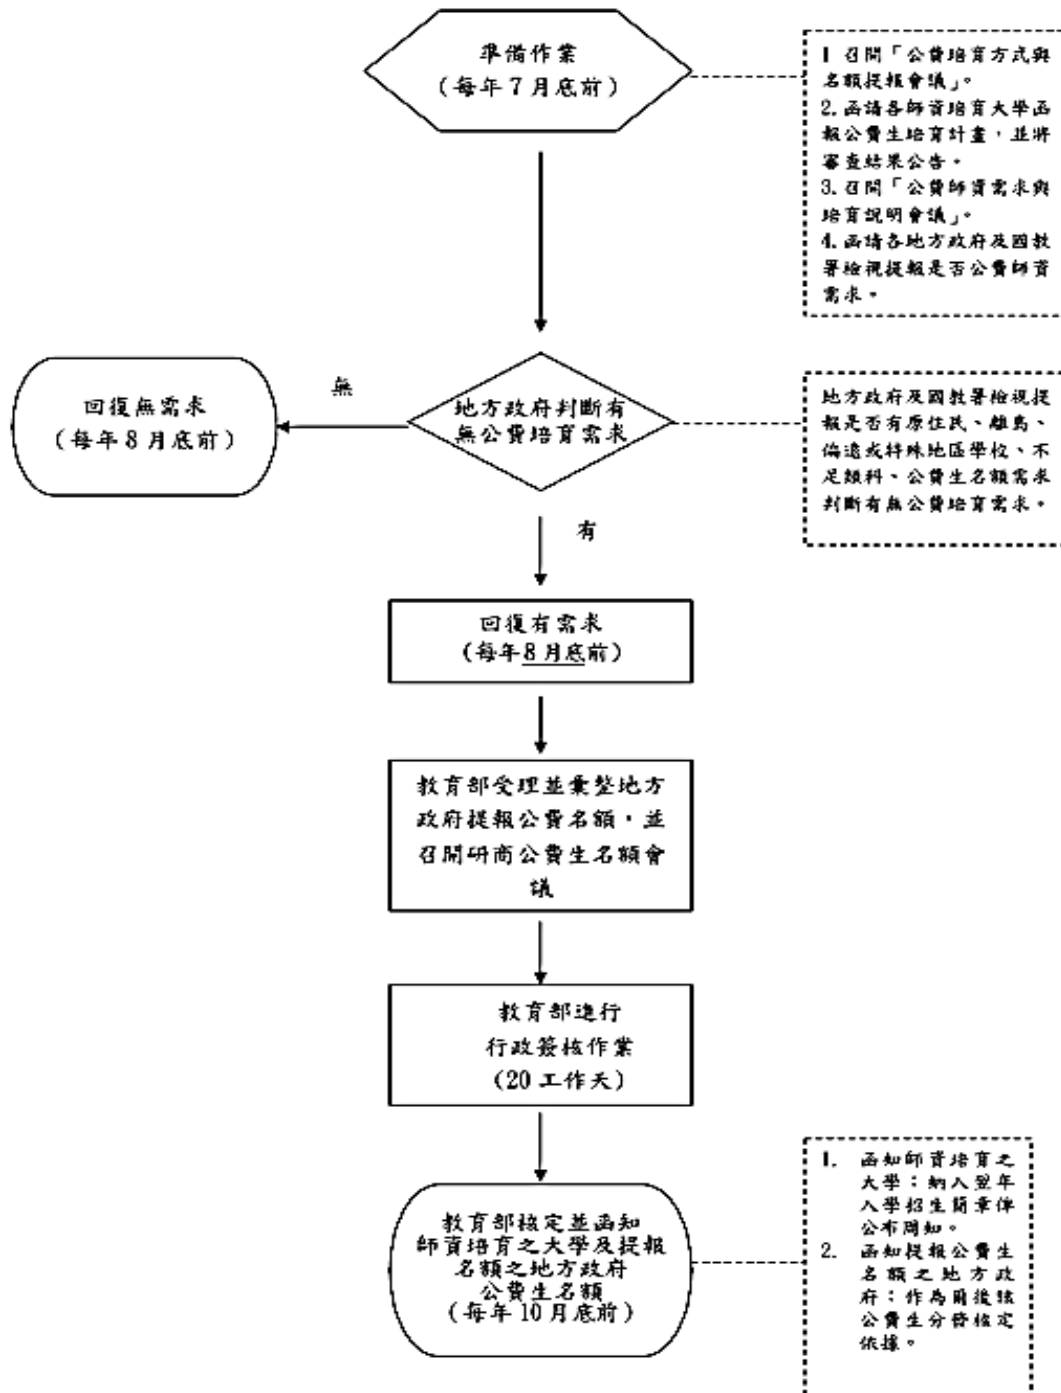 準備作業
(每年7月底前)
1 召開「公費培育方式與
名額提報會議」。
2.函請各師資培育大學函
報公費生培育計畫，並將
審查結果公告。
3.召開「公費師資需求與
培育說明會議」。
4.函請各地方政府及國教
署檢視提報是否公費師資
需求。
地方政府判斷有
無公費培育需求
無
回復無需求
(每年8月底前)
地方政府及國教署檢視提
報是否有原住民、離島、
偏遠或特殊地區學校、不
足類科、公費生名額需求
判斷有無公費培育需求。
有
回復有需求
(每年8月底前)
教育部受理並彙整地方
政府提報公費名額，並
召開研商公費生名額會
議
教育部進行
行政簽核作業
(20工作天)
教育部核定並函知
師資培育之大學及提報
名額之地方政府
公費生名額
(每年10月底前)
1. 函知師資培育之
大學：納入翌年
入學招生簡章俾
公布周知。
2. 函知提報公費生
名額之地方政
府：作為爾後該
公費生分發核定
依據。